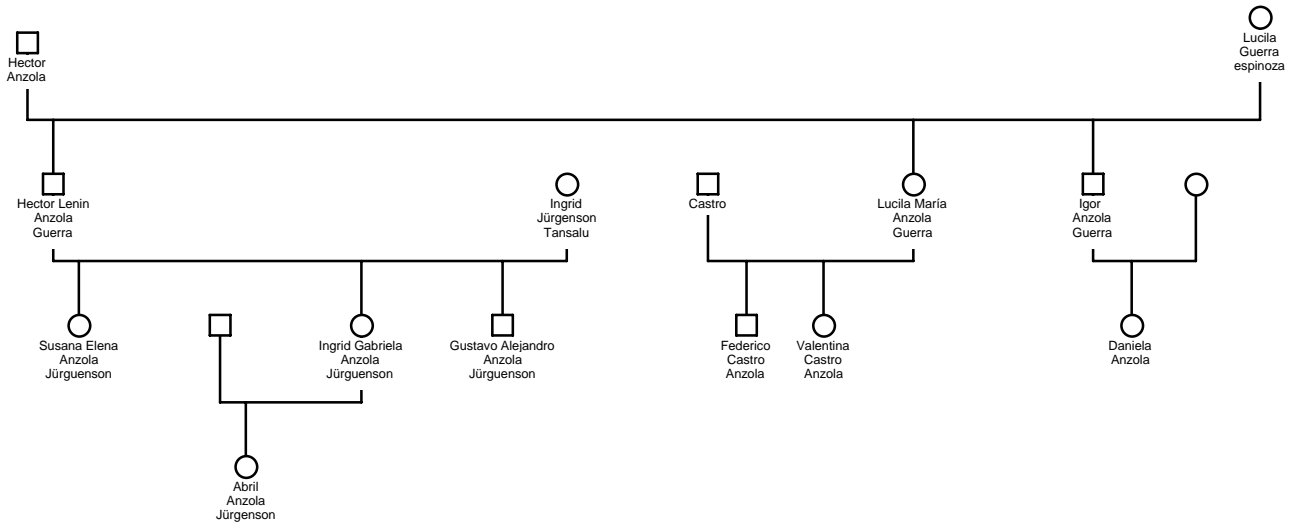 Hector
Anzola
Lucila
Guerra
espinoza
Hector Lenin
Anzola
Guerra
Ingrid
Jürgenson
Tansalu
Castro
Lucila María
Anzola
Guerra
Igor
Anzola
Guerra
Susana Elena
Anzola
Jürguenson
Ingrid Gabriela
Anzola
Jürguenson
Gustavo Alejandro
Anzola
Jürguenson
Federico
Castro
Anzola
Valentina
Castro
Anzola
Daniela
Anzola
Abril
Anzola
Jürgenson